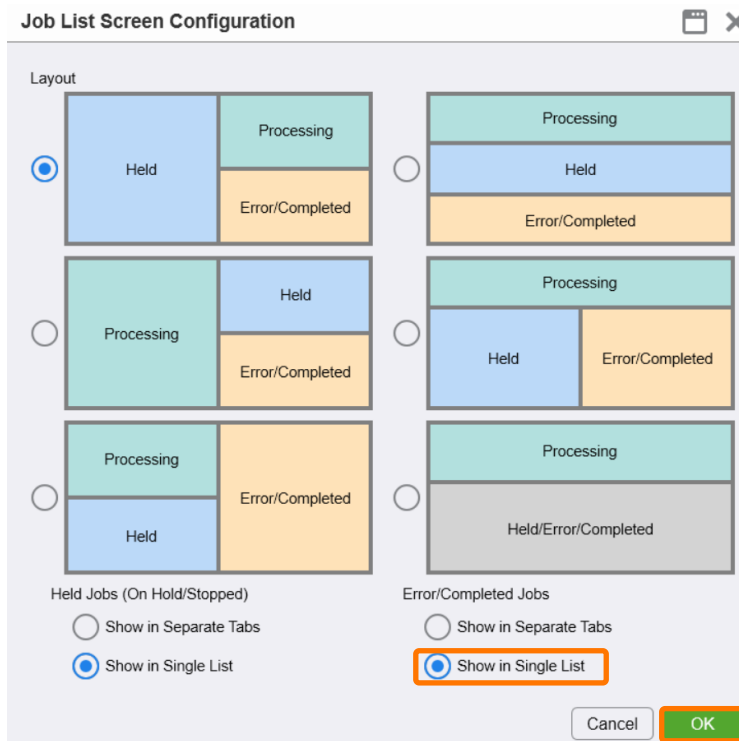 Job List Screen Configuration
Layout
Held
Processing
Error/Completed
Processing
Held
Error/Completed
Processing
Held
Error/Completed
Processing
Held
Error/Completed
Processing
Held
Error/Completed
Processing
Held/Error/Completed
Held Jobs (On Hold/Stopped)
Show in Separate Tabs
Show in Single List
Error/Completed Jobs
Show in Separate Tabs
Show in Single List
Cancel
OK